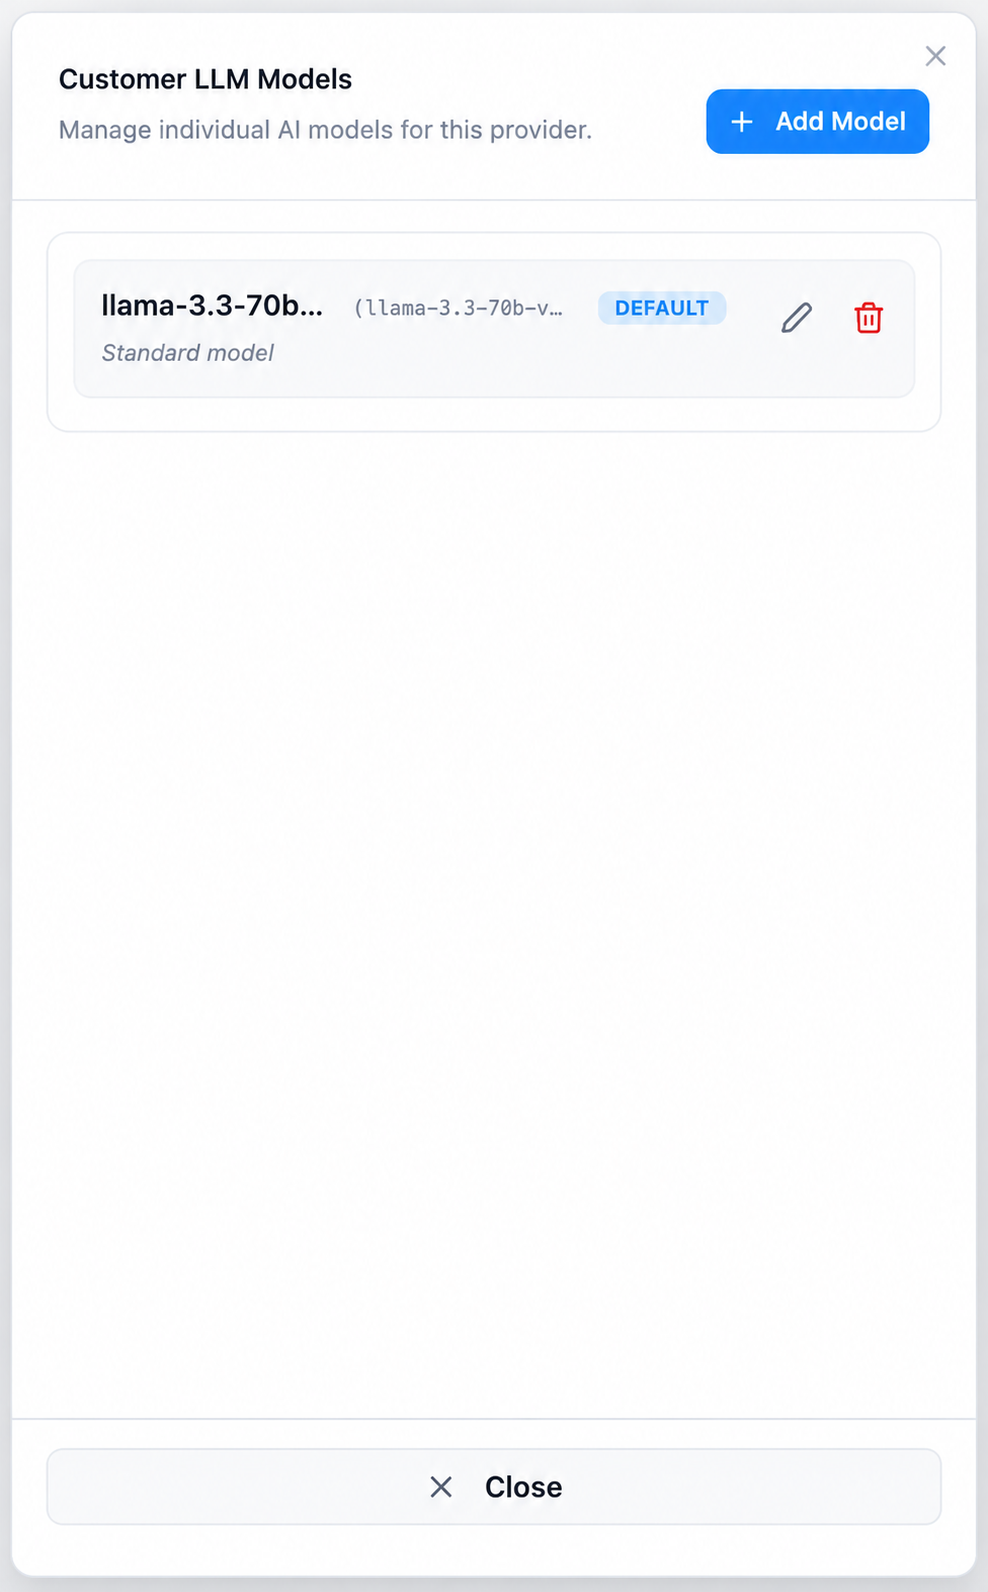 Customer LLM Models
Manage individual AI models for this provider.
Add Model
llama-3.3-70b... (llama-3.3-70b-v… DEFAULT
Standard model
Close